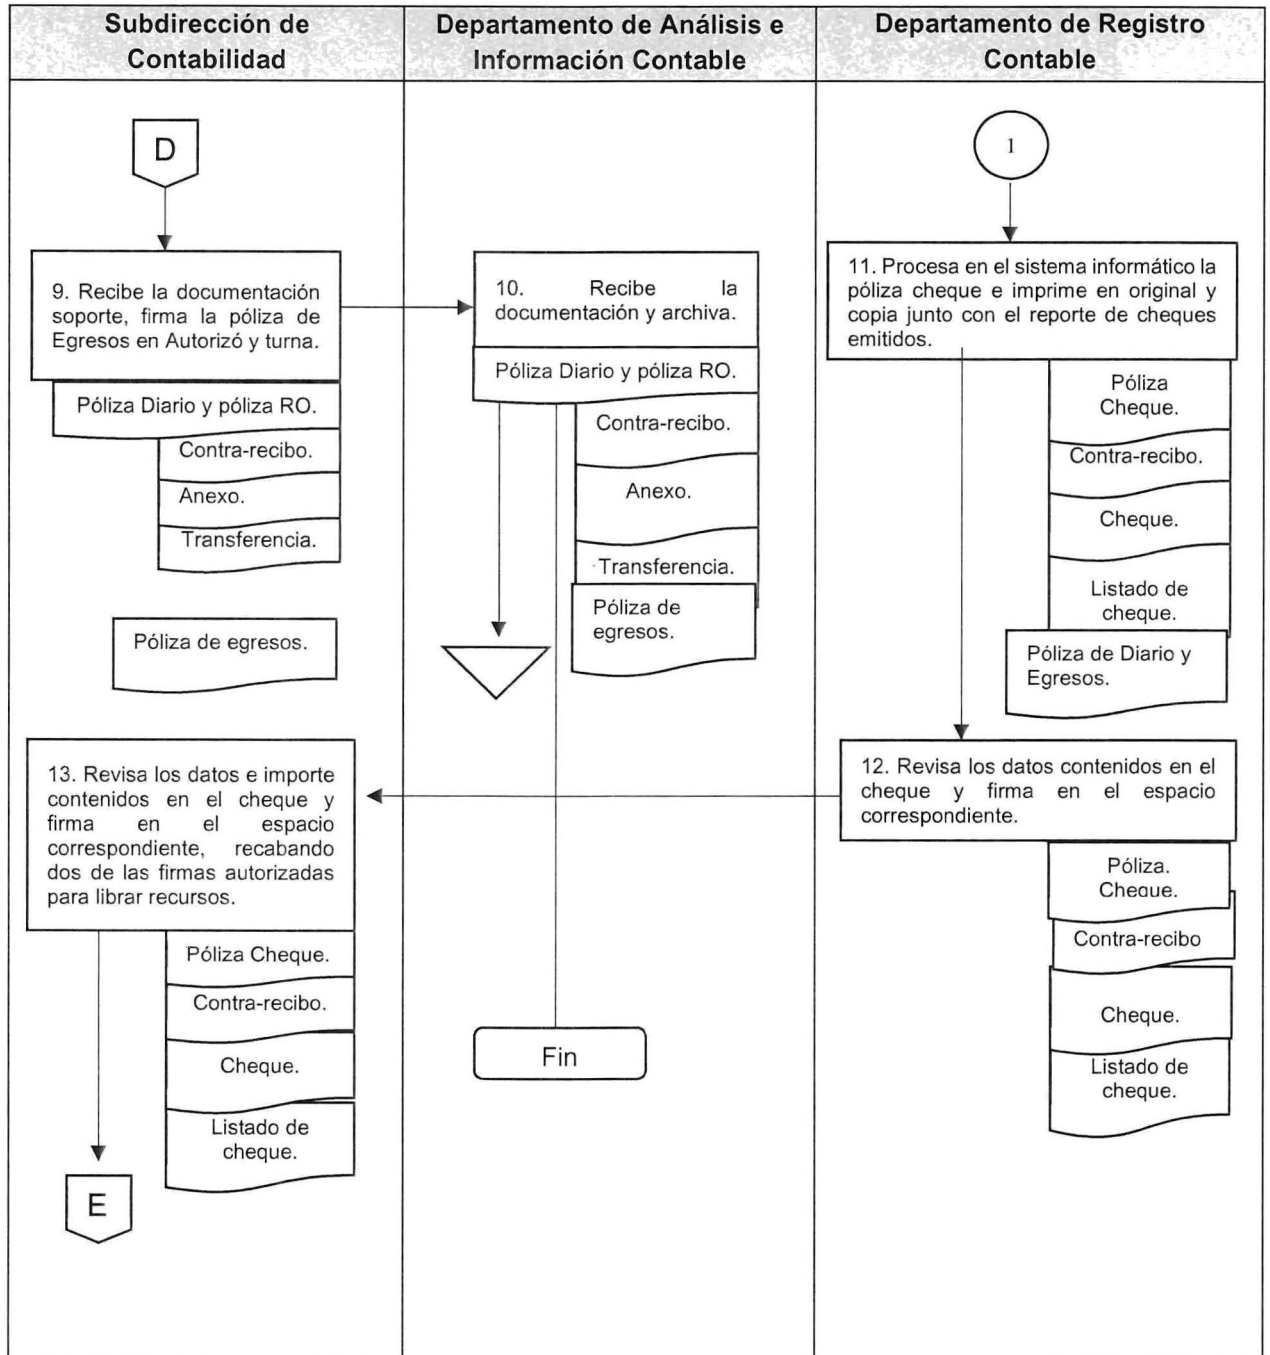 Subdirección de
Contabilidad
Departamento de Análisis e
Información Contable
Departamento de Registro
Contable
D
9. Recibe la documentación
soporte, firma la póliza de
Egresos en Autorizó y turna.
Póliza Diario y póliza RO.
Contra-recibo.
Anexo.
Transferencia.
Póliza de egresos.
10. Recibe la
documentación y archiva.
Póliza Diario y póliza RO.
Contra-recibo.
Anexo.
Transferencia.
Póliza de
egresos.
1
11. Procesa en el sistema informático la
póliza cheque e imprime en original y
copia junto con el reporte de cheques
emitidos.
Póliza
Cheque.
Contra-recibo.
Cheque.
Listado de
cheque.
Póliza de Diario y
Egresos.
12. Revisa los datos contenidos en el
cheque y firma en el espacio
correspondiente.
Póliza.
Cheque.
Contra-recibo
Cheque.
Listado de
cheque.
13. Revisa los datos e importe
contenidos en el cheque y
firma en el espacio
correspondiente, recabando
dos de las firmas autorizadas
para librar recursos.
Póliza Cheque.
Contra-recibo.
Cheque.
Listado de
cheque.
E
Fin